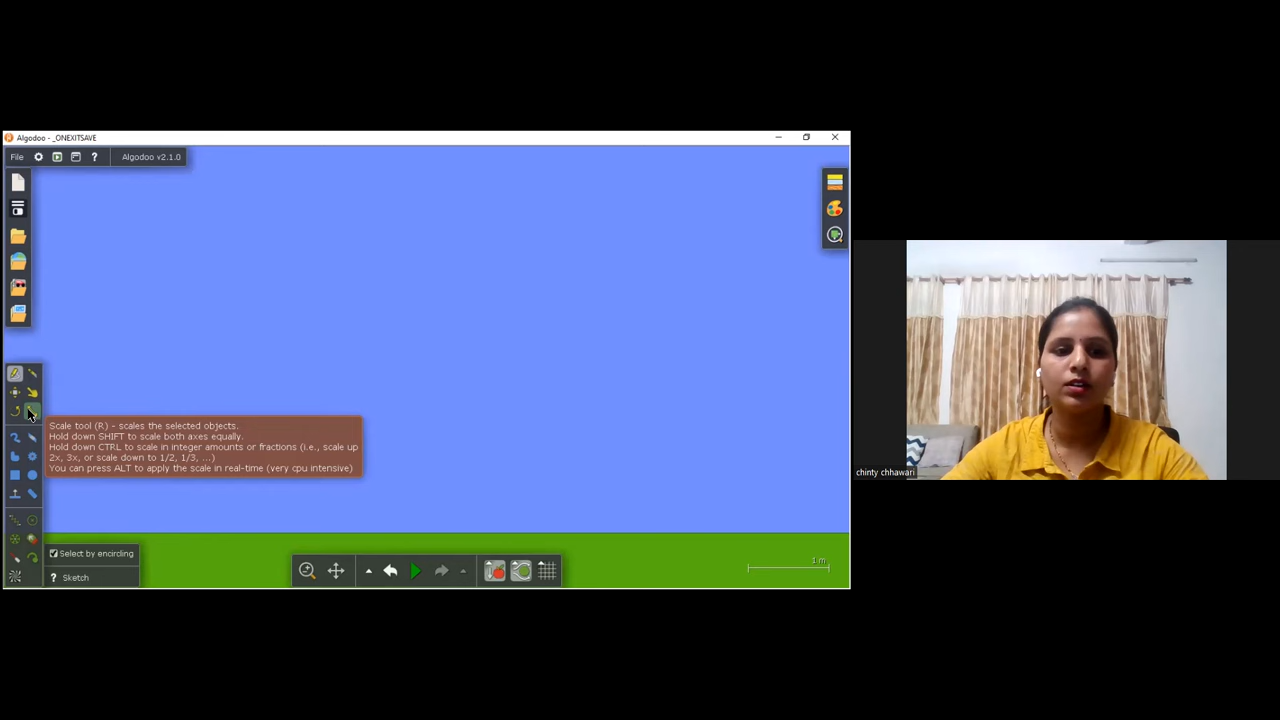 Algodoo - _ONEXITSAVE
File ? Algodoo v2.1.0
Scale tool (R) - scales the selected objects.
Hold down SHIFT to scale both axes equally.
Hold down CTRL to scale in integer amounts or fractions (i.e., scale up
2x, 3x, or scale down to 1/2, 1/3, ...)
You can press ALT to apply the scale in real-time (very cpu intensive)
chinty chhawari
Select by encircling
? Sketch
1 m